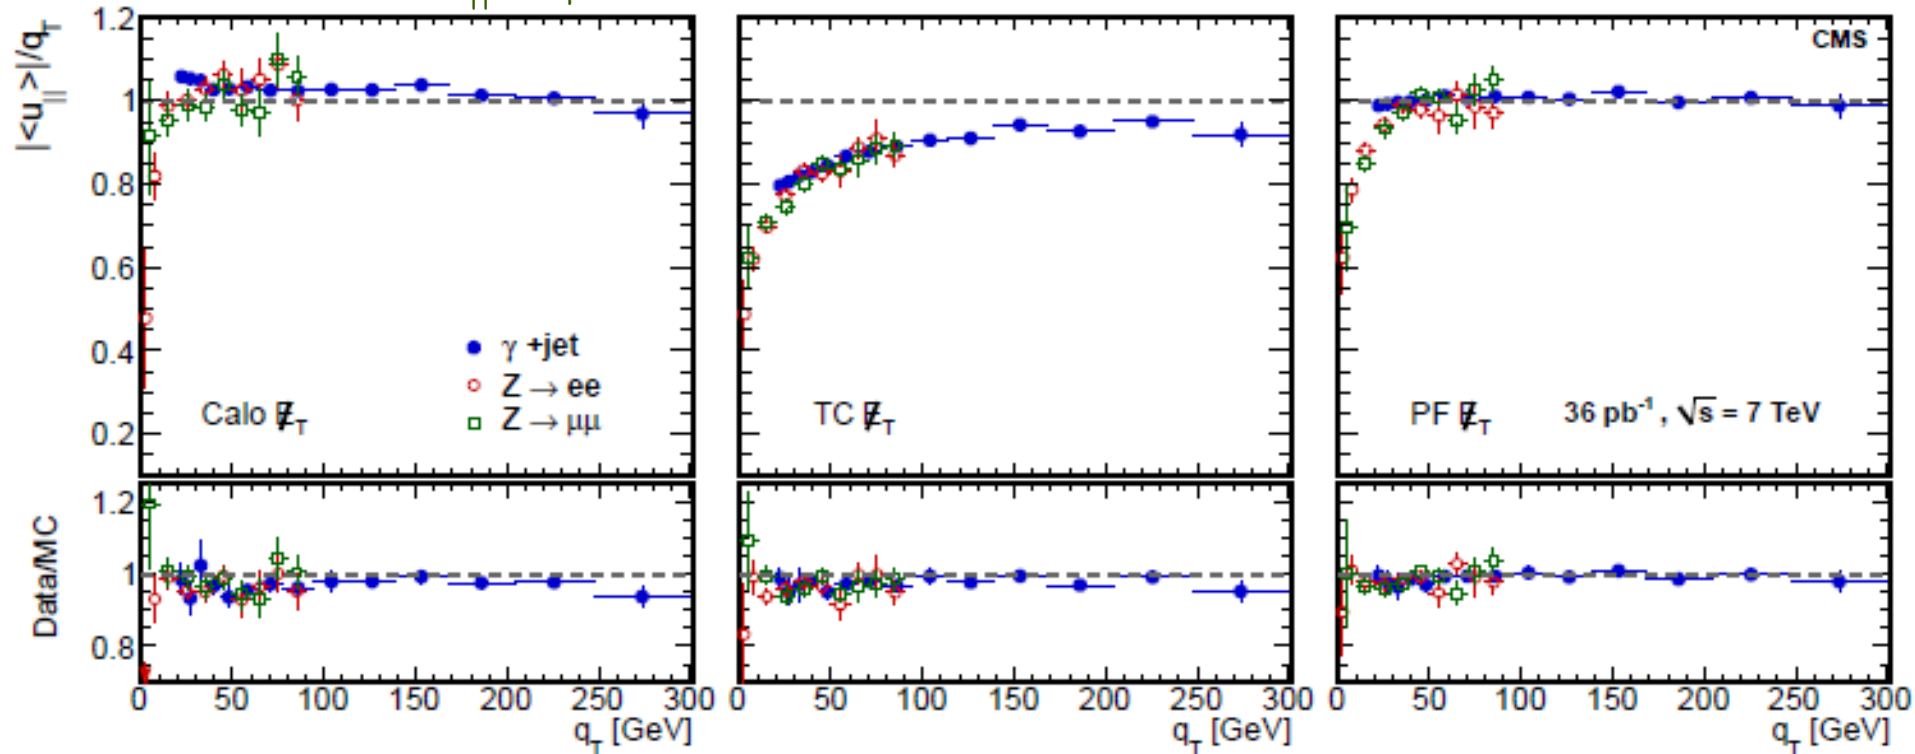 |<u||>|/qT
1.2
1
0.8
0.6
0.4
0.2
γ +jet
Z → ee
Z → μμ
Calo E̸T
TC E̸T
CMS
PF E̸T
36 pb⁻¹ , √s = 7 TeV
Data/MC
1.2
1
0.8
0 50 100 150 200 250 300
qT [GeV]
0 50 100 150 200 250 300
qT [GeV]
0 50 100 150 200 250 300
qT [GeV]